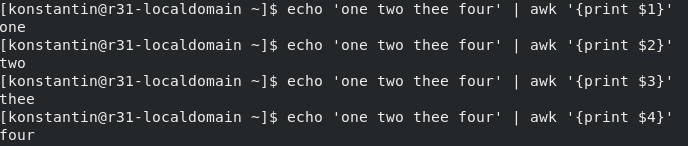 [konstantin@r31-localdomain ~]$ echo 'one two thee four' | awk '{print $1}'
one
[konstantin@r31-localdomain ~]$ echo 'one two thee four' | awk '{print $2}'
two
[konstantin@r31-localdomain ~]$ echo 'one two thee four' | awk '{print $3}'
thee
[konstantin@r31-localdomain ~]$ echo 'one two thee four' | awk '{print $4}'
four